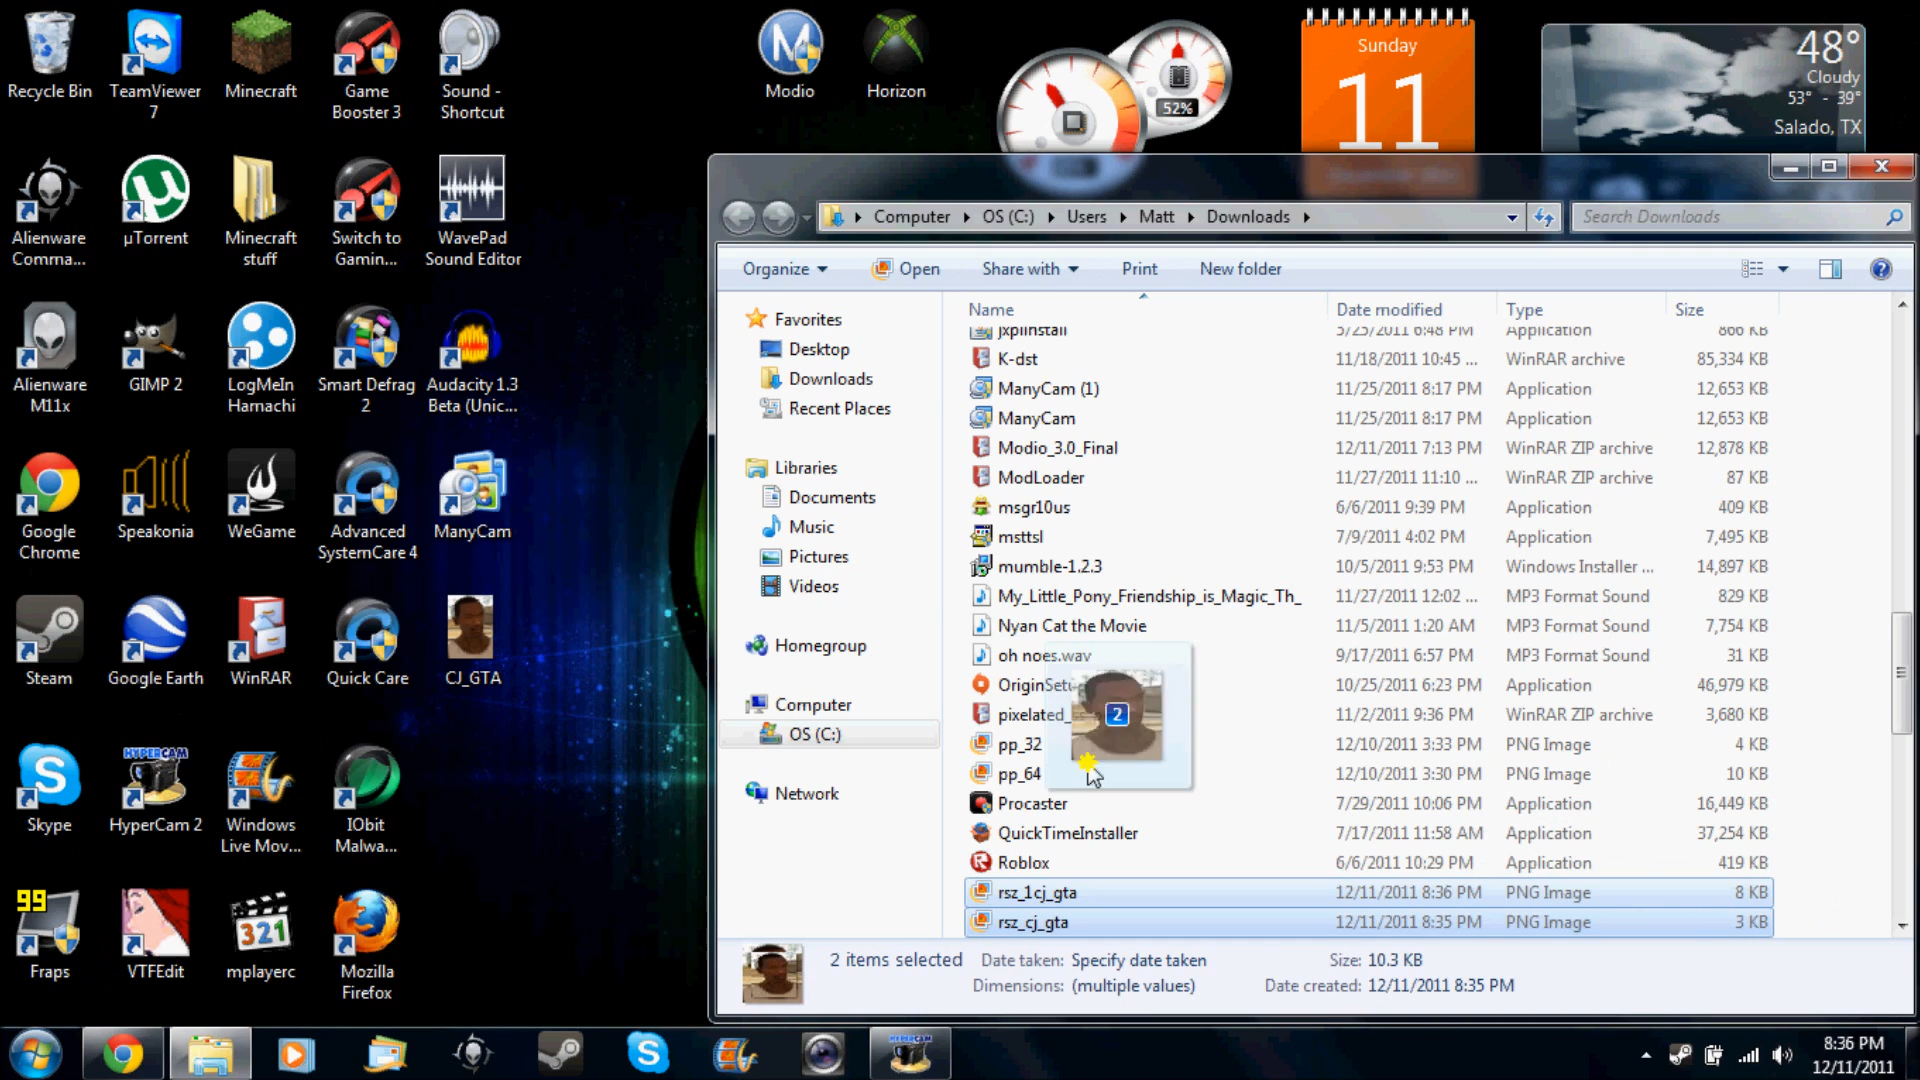 Recycle Bin
TeamViewer 7
Minecraft
Game Booster 3
Sound - Shortcut
Modio
Horizon
52%
Sunday
11
48°
Cloudy
53° - 39°
Salado, TX
Alienware Comma...
µTorrent
Minecraft stuff
Switch to Gamin...
WavePad Sound Editor
Alienware M11x
GIMP 2
LogMeIn Hamachi
Smart Defrag 2
Audacity 1.3 Beta (Unic...
Google Chrome
Speakonia
WeGame
Advanced SystemCare 4
ManyCam
Steam
Google Earth
WinRAR
Quick Care
CJ_GTA
Skype
HYPERCAM
HyperCam 2
Windows Live Mov...
IObit Malwa...
99
Fraps
VTFEdit
321
mplayerc
Mozilla Firefox
Computer OS (C:) Users Matt Downloads
Search Downloads
Organize Open Share with Print New folder
Favorites
Desktop
Downloads
Recent Places
Libraries
Documents
Music
Pictures
Videos
Homegroup
Computer
OS (C:)
Network
Name Date modified Type Size
jxpiinstall 5/25/2011 6:48 PM Application 866 KB
K-dst 11/18/2011 10:45 ... WinRAR archive 85,334 KB
ManyCam (1) 11/25/2011 8:17 PM Application 12,653 KB
ManyCam 11/25/2011 8:17 PM Application 12,653 KB
Modio_3.0_Final 12/11/2011 7:13 PM WinRAR ZIP archive 12,878 KB
ModLoader 11/27/2011 11:10 ... WinRAR ZIP archive 87 KB
msgr10us 6/6/2011 9:39 PM Application 409 KB
msttsl 7/9/2011 4:02 PM Application 7,495 KB
mumble-1.2.3 10/5/2011 9:53 PM Windows Installer ... 14,897 KB
My_Little_Pony_Friendship_is_Magic_Th_ 11/27/2011 12:02 ... MP3 Format Sound 829 KB
Nyan Cat the Movie 11/5/2011 1:20 AM MP3 Format Sound 7,754 KB
oh noes.wav 9/17/2011 6:57 PM MP3 Format Sound 31 KB
OriginSetu 10/25/2011 6:23 PM Application 46,979 KB
pixelated_ 11/2/2011 9:36 PM WinRAR ZIP archive 3,680 KB
2
pp_32 12/10/2011 3:33 PM PNG Image 4 KB
pp_64 12/10/2011 3:30 PM PNG Image 10 KB
Procaster 7/29/2011 10:06 PM Application 16,449 KB
QuickTimeInstaller 7/17/2011 11:58 AM Application 37,254 KB
Roblox 6/6/2011 10:29 PM Application 419 KB
rsz_1cj_gta 12/11/2011 8:36 PM PNG Image 8 KB
rsz_cj_gta 12/11/2011 8:35 PM PNG Image 3 KB
2 items selected Date taken: Specify date taken Size: 10.3 KB
Dimensions: (multiple values) Date created: 12/11/2011 8:35 PM
HYPERCAM
8:36 PM
12/11/2011